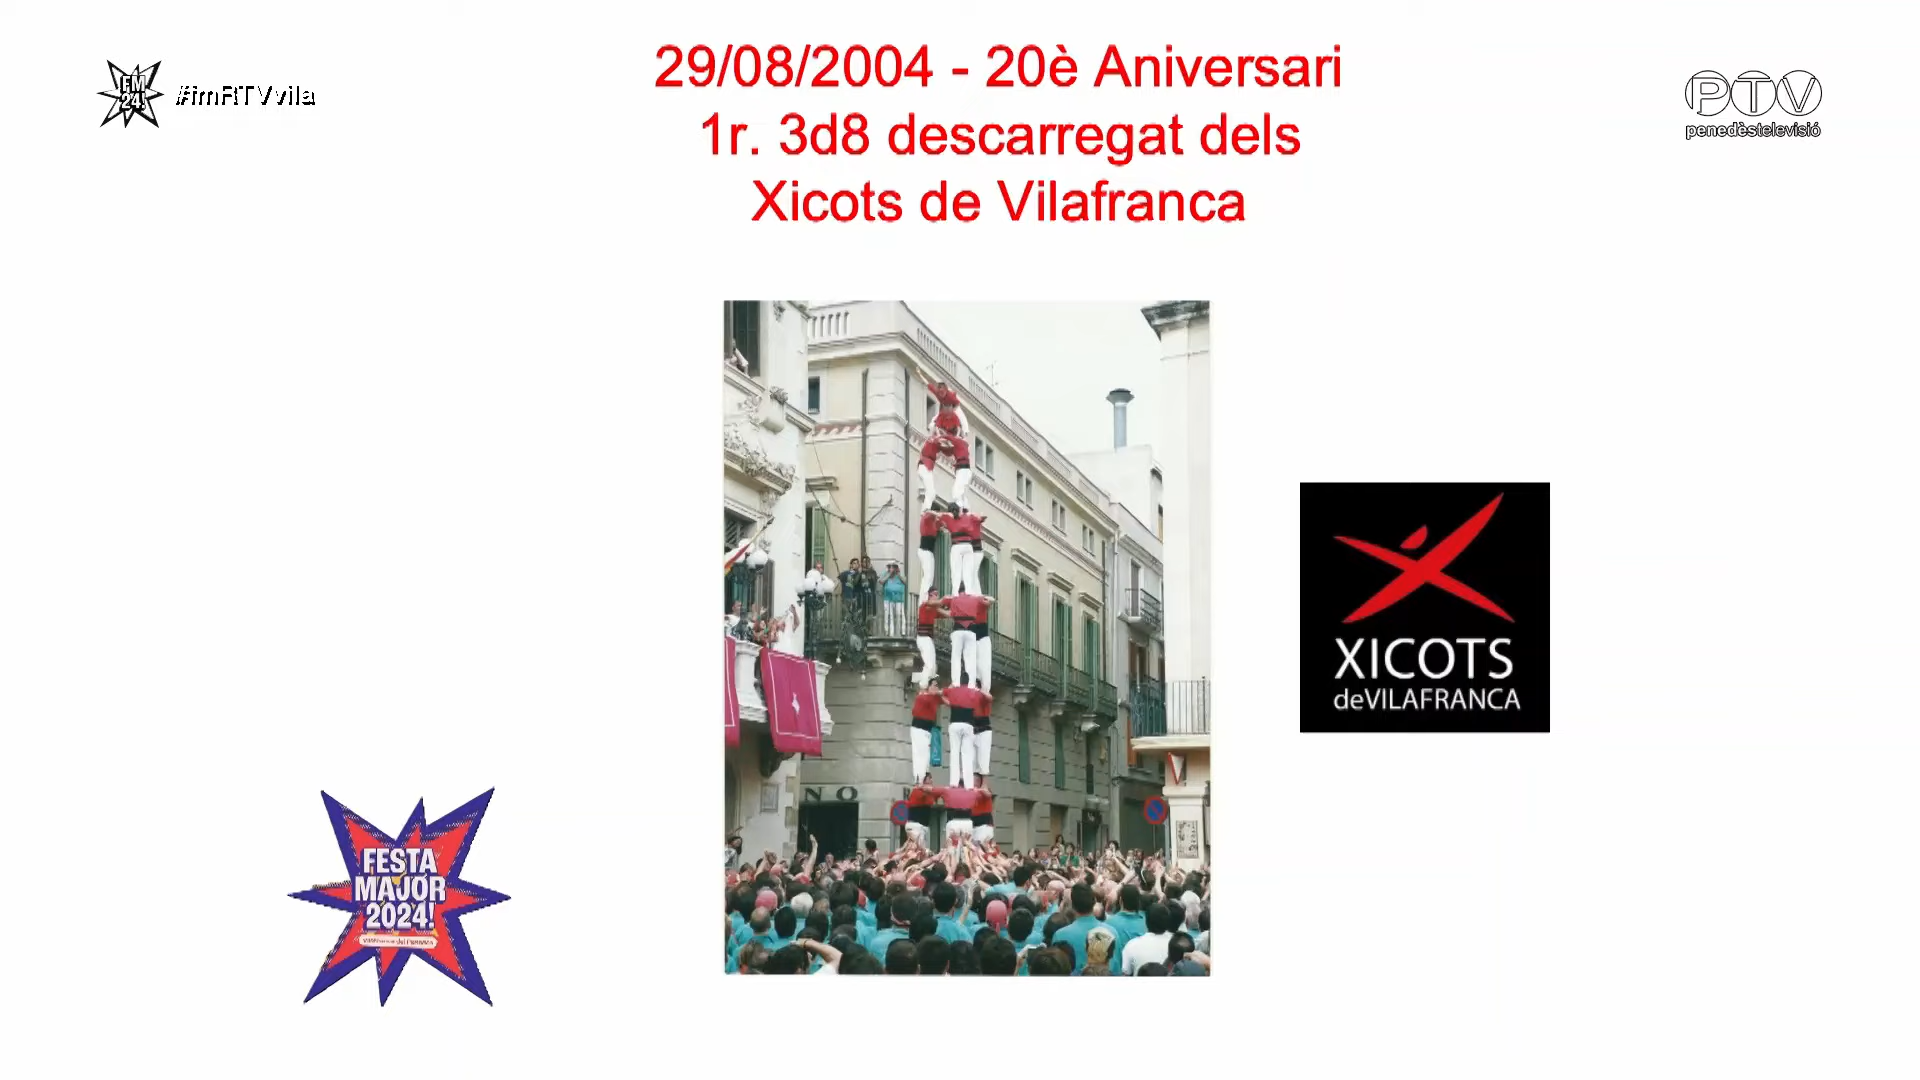 FM
24!
#fmRTVvila
29/08/2004 - 20è Aniversari
1r. 3d8 descarregat dels
Xicots de Vilafranca
PTV
penedèstelevisió
XICOTS
deVILAFRANCA
NO
FESTA
MAJOR
2024!